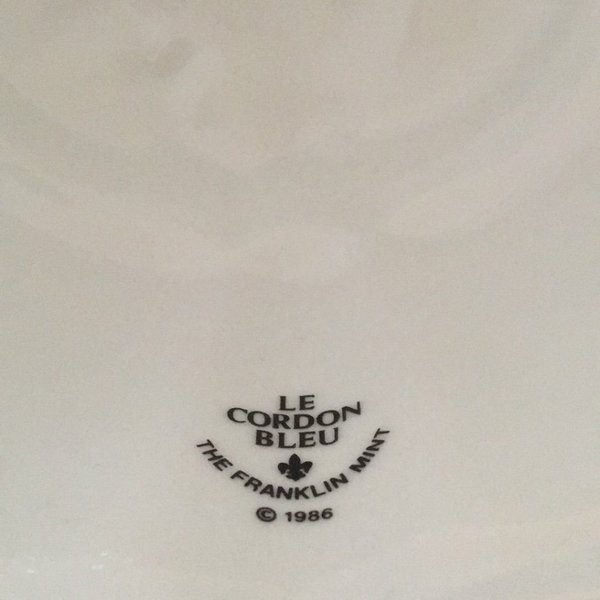 LE
CORDON
BLEU
THE FRANKLIN MINT
© 1986